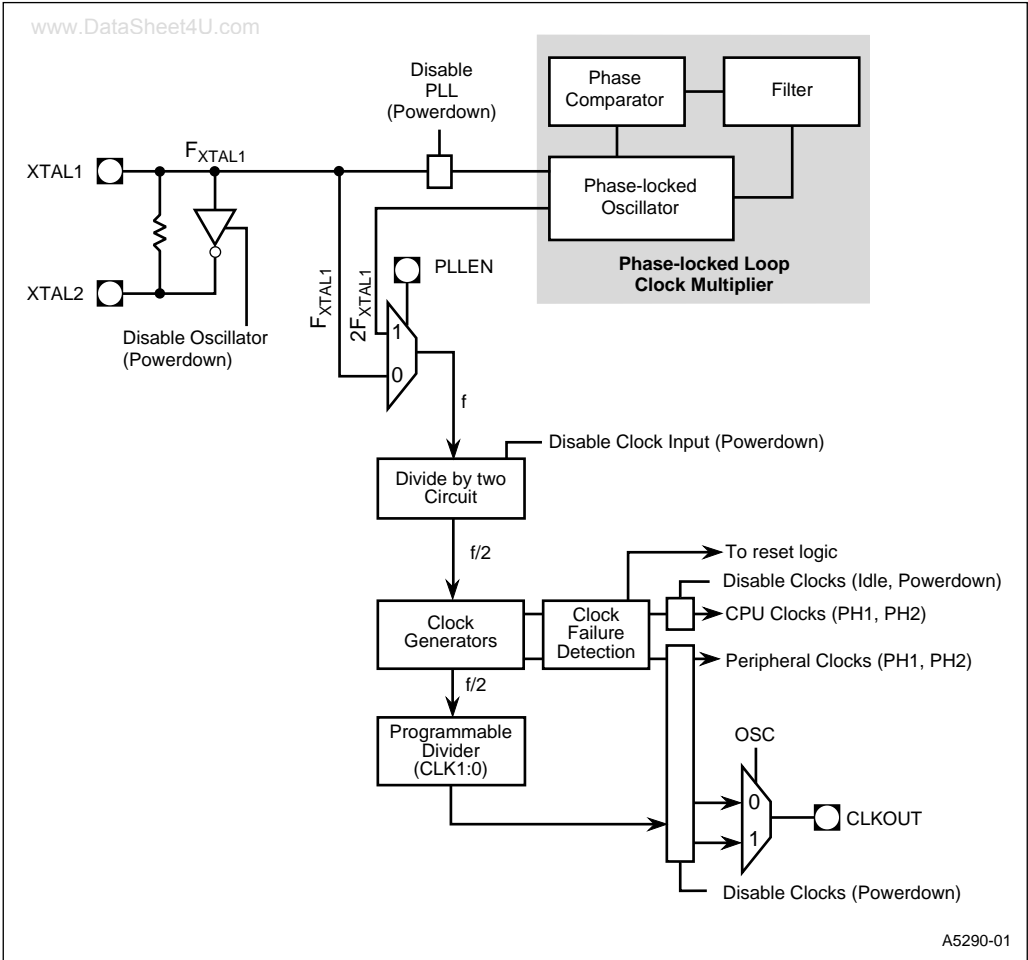 www.DataSheet4U.com
Disable
PLL
(Powerdown)
Phase
Comparator
Filter
XTAL1
FXTAL1
Phase-locked
Oscillator
XTAL2
PLLEN
Phase-locked Loop
Clock Multiplier
FXTAL1
2FXTAL1
Disable Oscillator
(Powerdown)
1
0
f
Disable Clock Input (Powerdown)
Divide by two
Circuit
f/2
To reset logic
Disable Clocks (Idle, Powerdown)
Clock
Generators
Clock
Failure
Detection
CPU Clocks (PH1, PH2)
Peripheral Clocks (PH1, PH2)
f/2
Programmable
Divider
(CLK1:0)
OSC
0
1
CLKOUT
Disable Clocks (Powerdown)
A5290-01